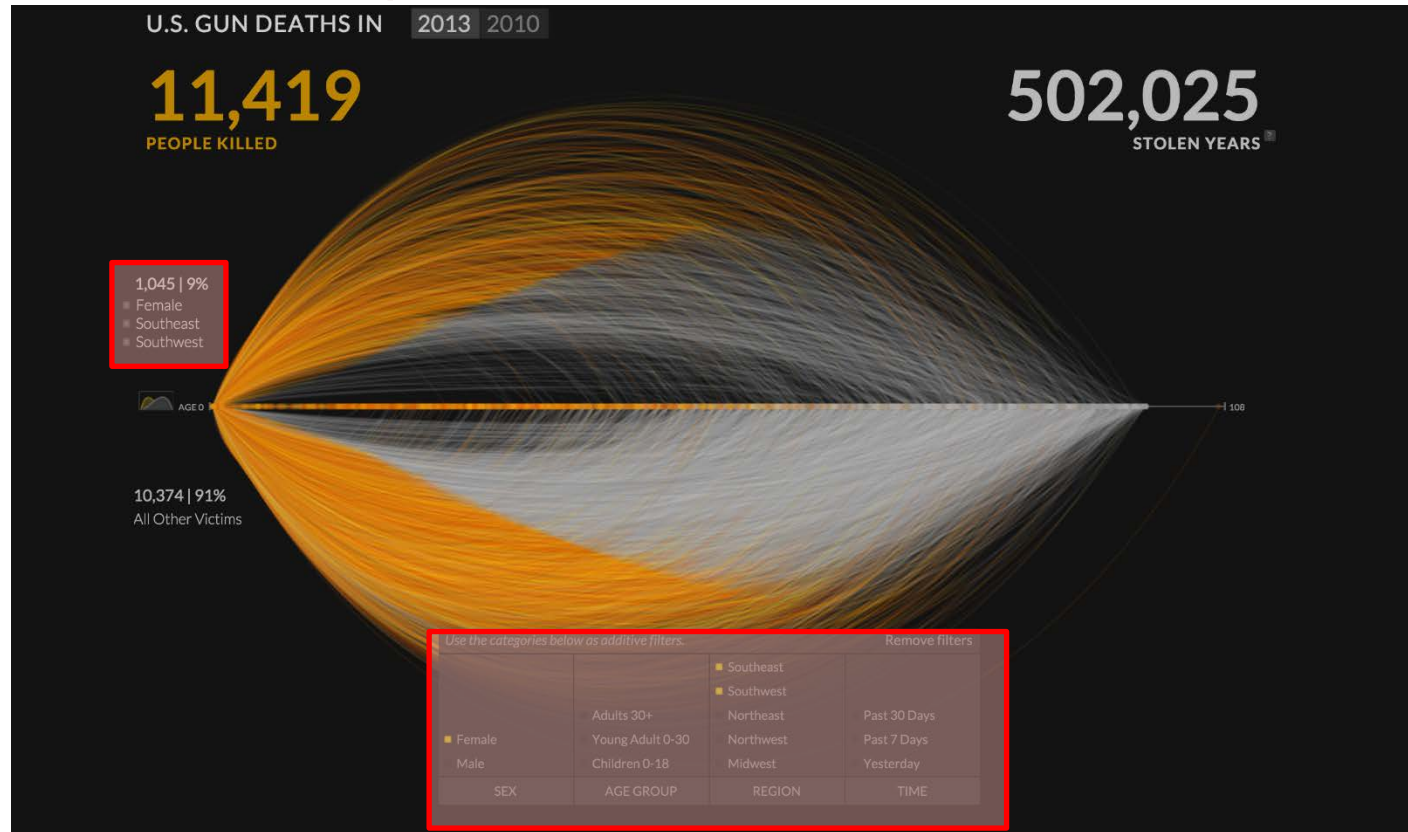 U.S. GUN DEATHS IN 2013 2010
11,419
PEOPLE KILLED
502,025
STOLEN YEARS ?
1,045 | 9%
Female
Southeast
Southwest
AGE 0
108
10,374 | 91%
All Other Victims
Use the categories below as additive filters. Remove filters
Southeast
Southwest
Adults 30+ Northeast Past 30 Days
Female Young Adult 0-30 Northwest Past 7 Days
Male Children 0-18 Midwest Yesterday
SEX AGE GROUP REGION TIME